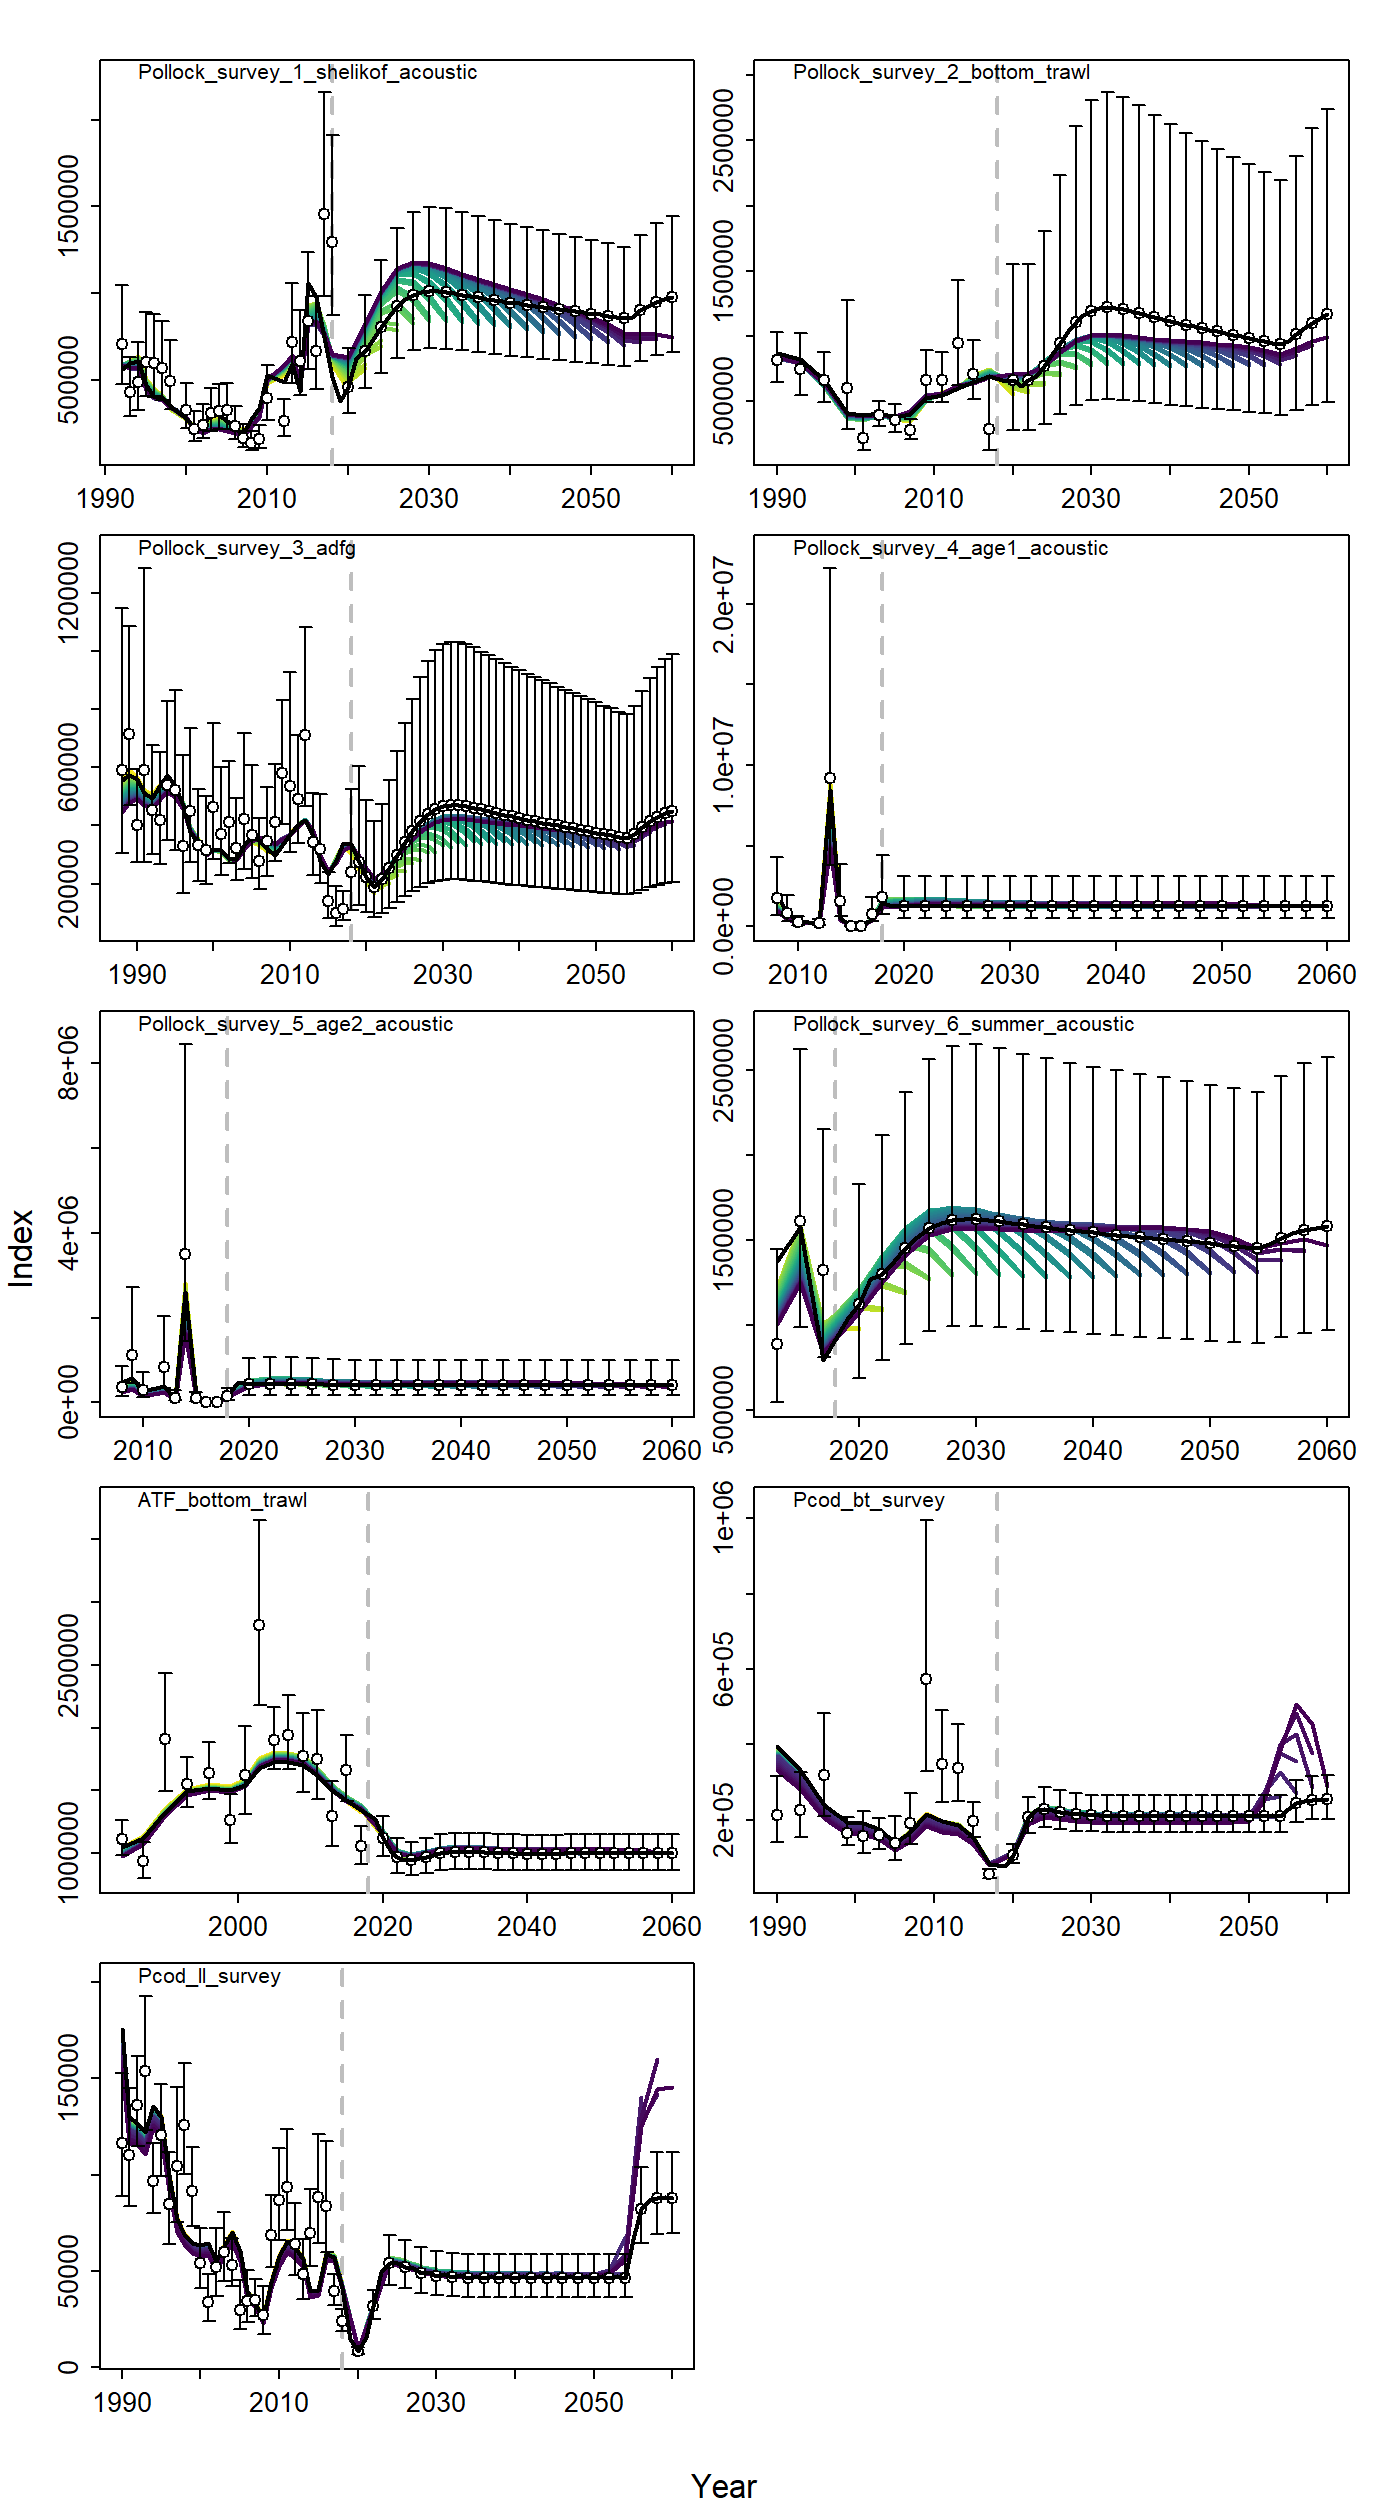 Pollock_survey_1_shelikof_acoustic
500000 1500000
1990 2010 2030 2050
Pollock_survey_2_bottom_trawl
500000 1500000 2500000
1990 2010 2030 2050
Pollock_survey_3_adfg
200000 600000 1200000
1990 2010 2030 2050
Pollock_survey_4_age1_acoustic
0.0e+00 1.0e+07 2.0e+07
2010 2020 2030 2040 2050 2060
Pollock_survey_5_age2_acoustic
0e+00 4e+06 8e+06
2010 2020 2030 2040 2050 2060
Pollock_survey_6_summer_acoustic
500000 1500000 2500000
2020 2030 2040 2050 2060
Index
ATF_bottom_trawl
1000000 2500000
2000 2020 2040 2060
Pcod_bt_survey
2e+05 6e+05 1e+06
1990 2010 2030 2050
Pcod_ll_survey
0 50000 150000
1990 2010 2030 2050
Year